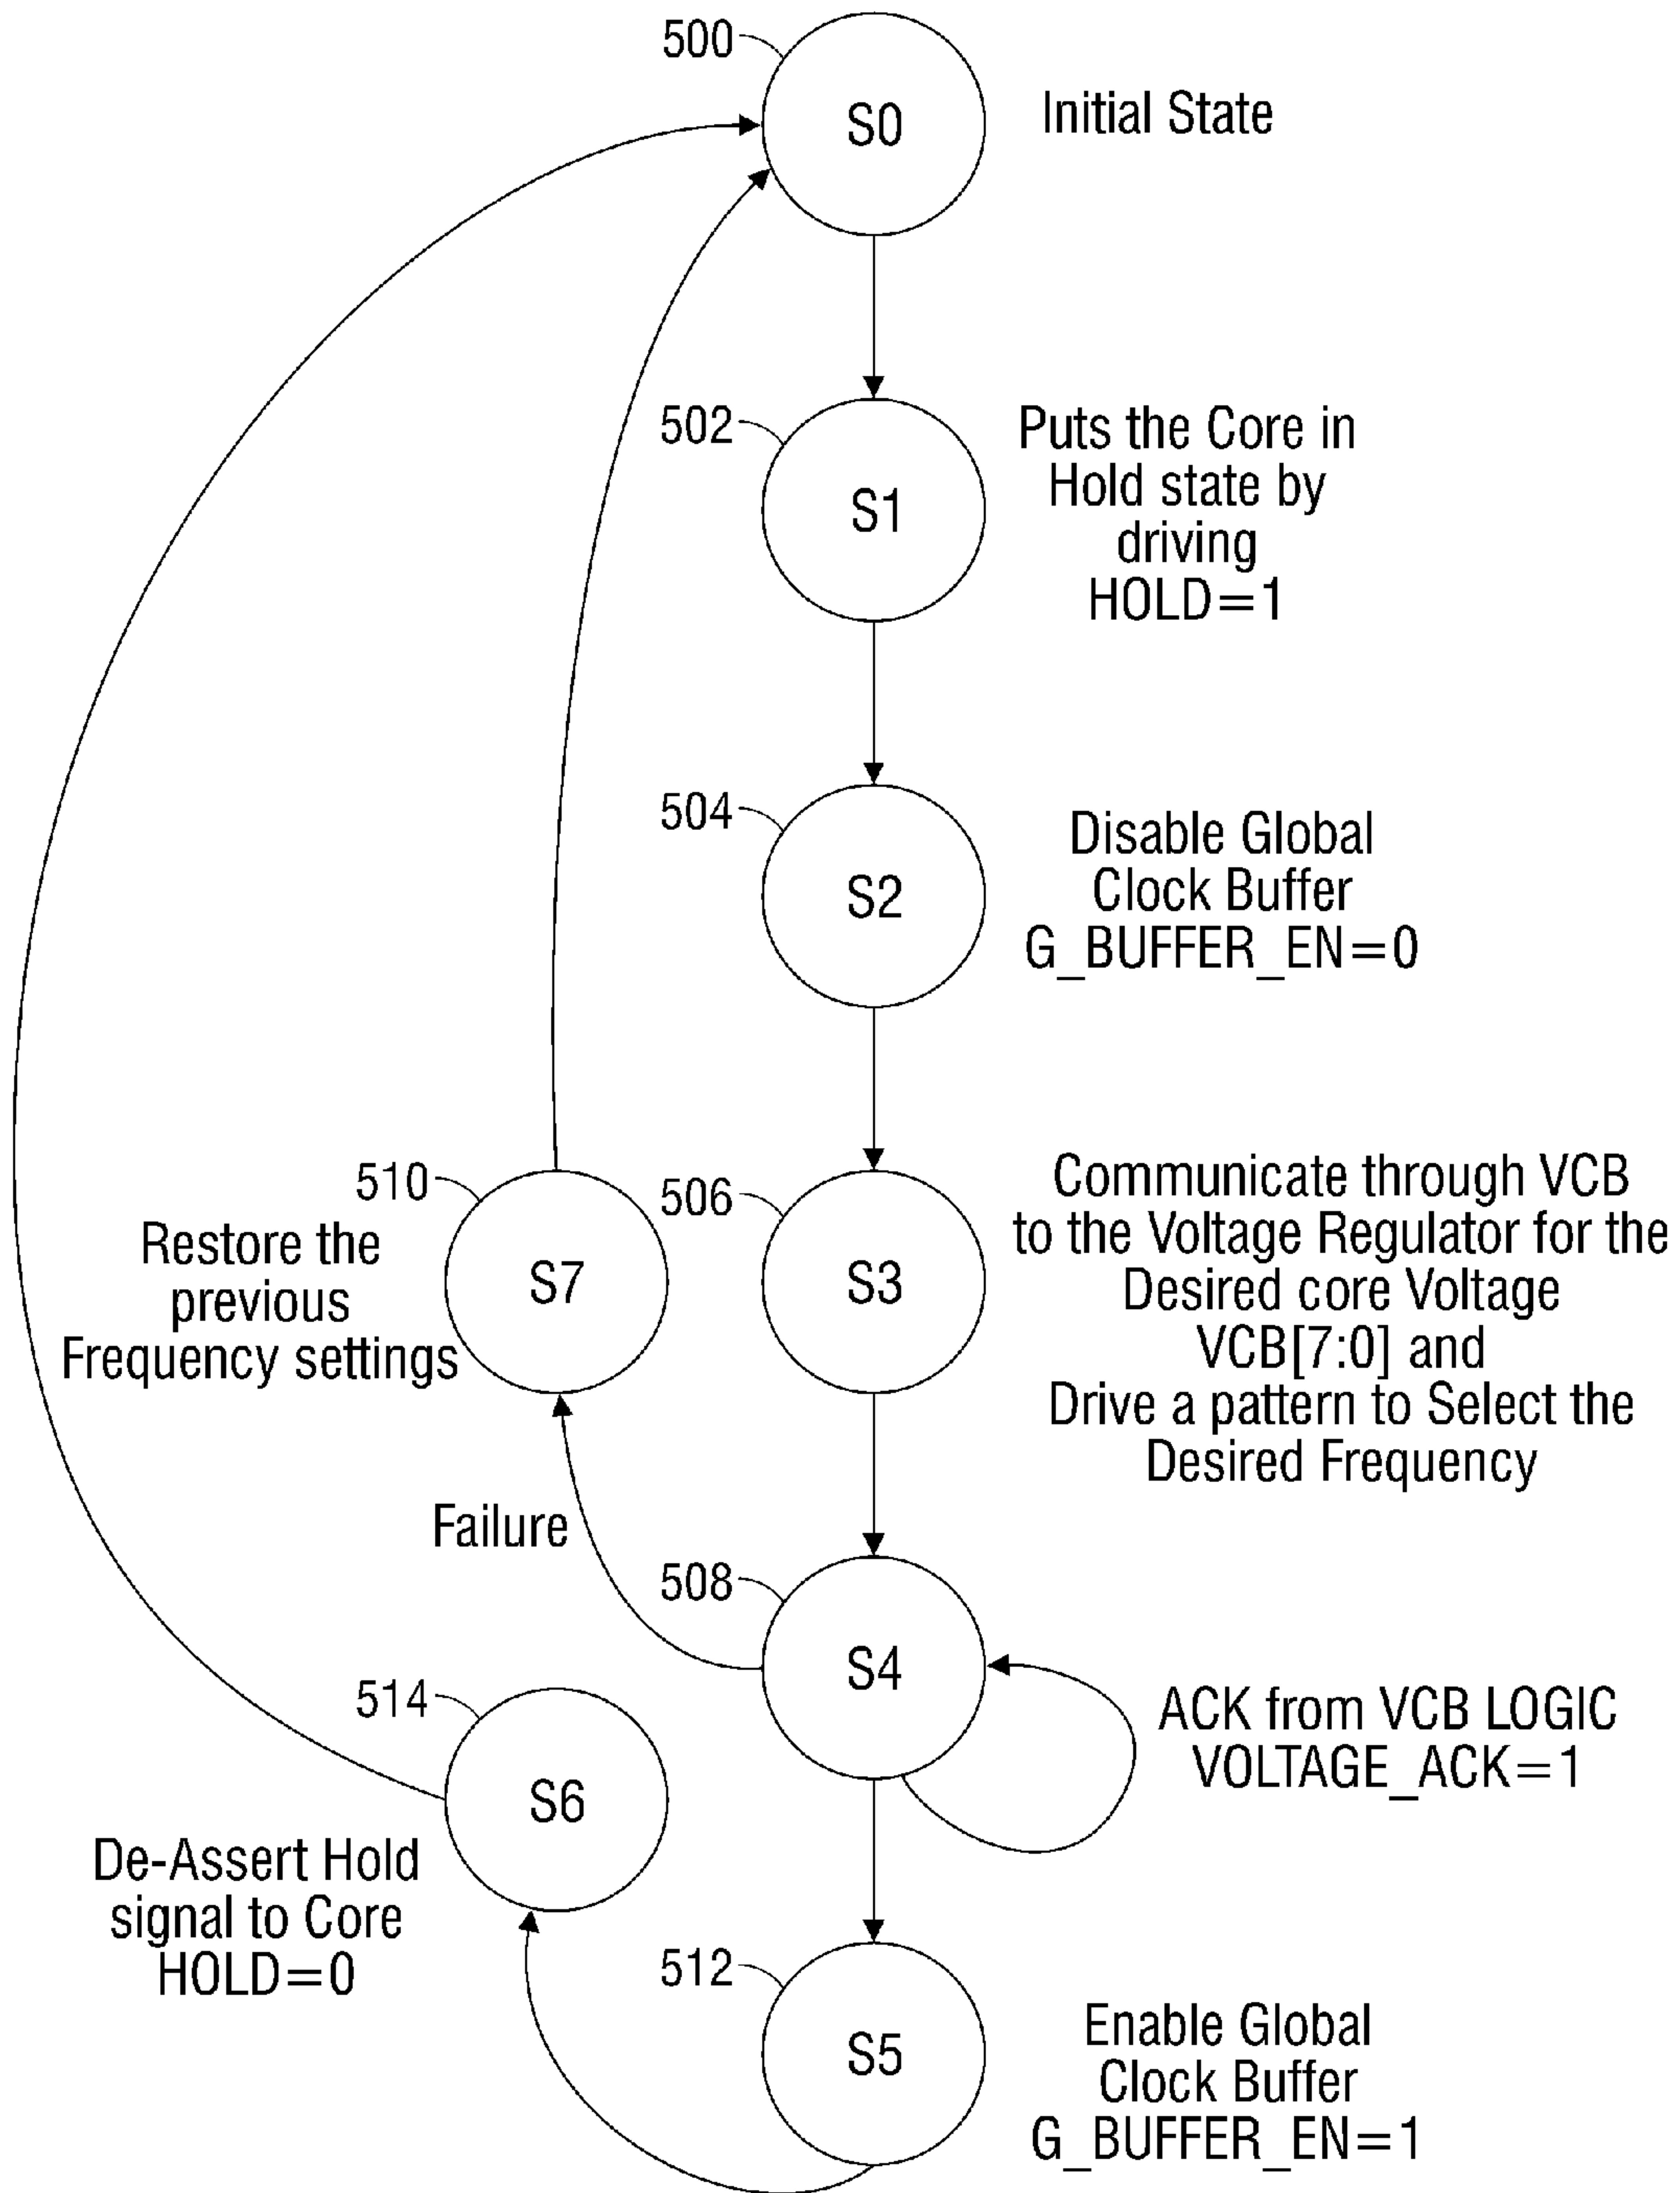 500
S0
Initial State
502
S1
Puts the Core in
Hold state by
driving
HOLD=1
504
S2
Disable Global
Clock Buffer
G_BUFFER_EN=0
510
S7
Restore the
previous
Frequency settings
506
S3
Communicate through VCB
to the Voltage Regulator for the
Desired core Voltage
VCB[7:0] and
Drive a pattern to Select the
Desired Frequency
Failure
508
S4
ACK from VCB LOGIC
VOLTAGE_ACK=1
514
S6
De-Assert Hold
signal to Core
HOLD=0
512
S5
Enable Global
Clock Buffer
G_BUFFER_EN=1